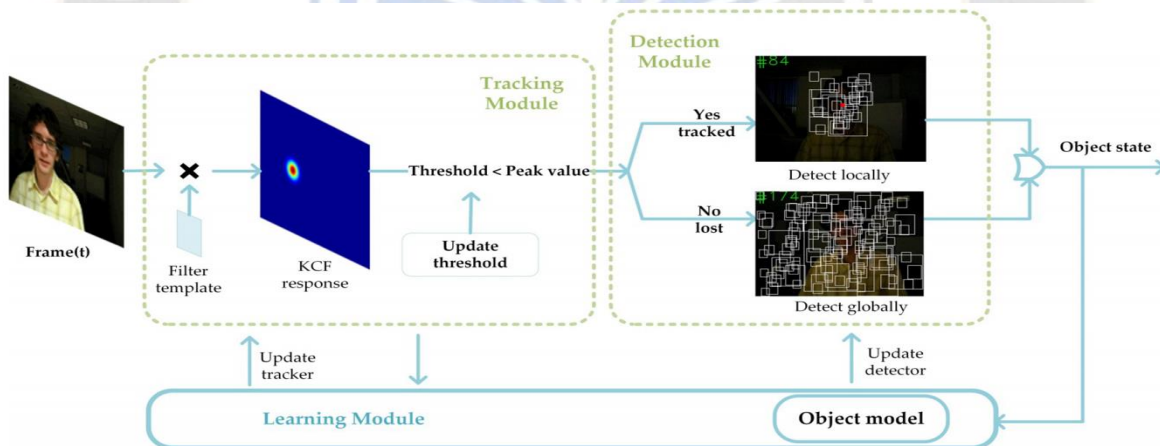 Detection
Module
Tracking
Module
#84
Yes
tracked
Threshold < Peak value
Object state
Detect locally
#174
No
lost
Frame(t)
Update
threshold
Filter
template
KCF
response
Detect globally
Update
tracker
Update
detector
Learning Module
Object model